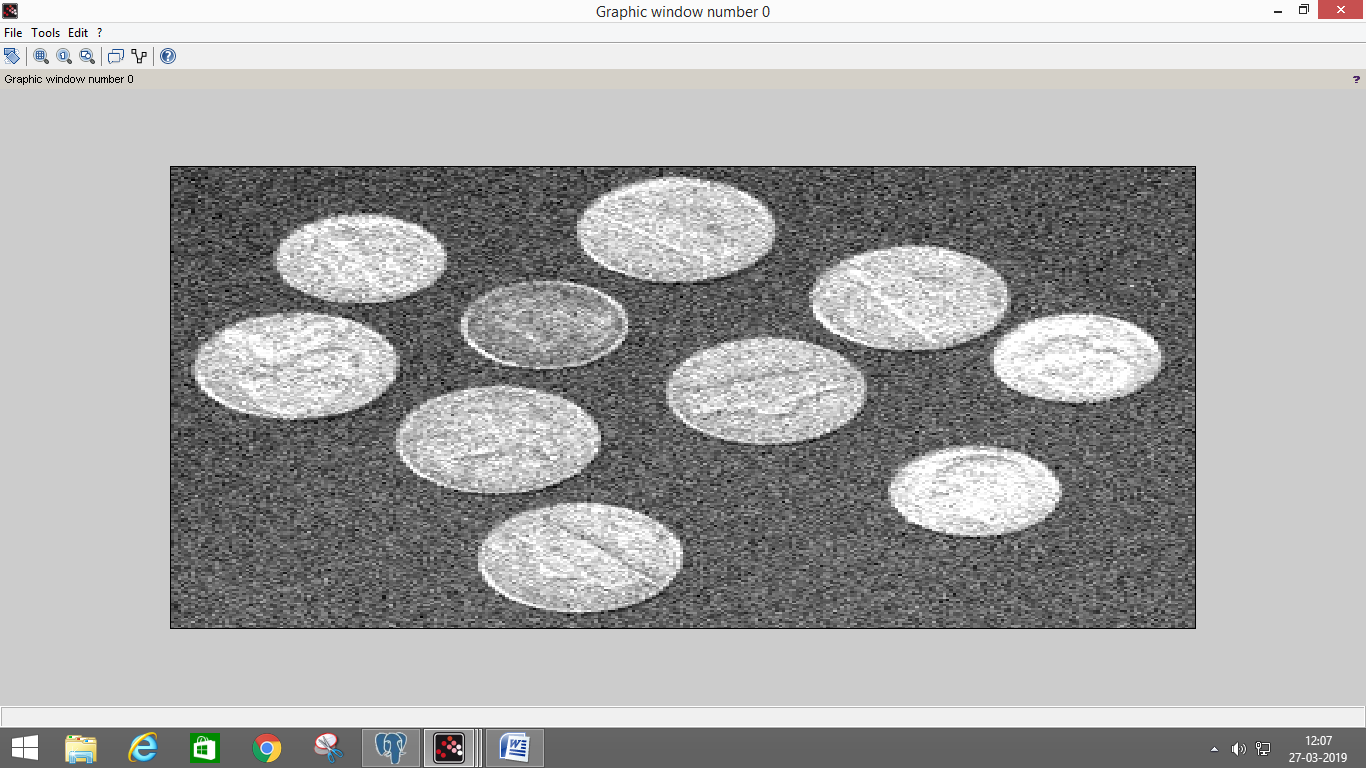 Graphic window number 0
File Tools Edit ?
Graphic window number 0 ?
12:07
27-03-2019